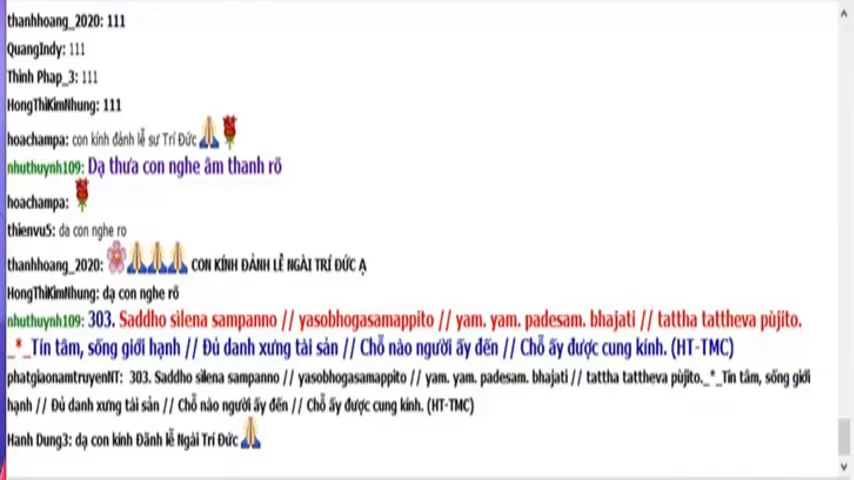 thanhhoang_2020: 111
QuangIndy: 111
Thinh Phap_3: 111
HongThiKimNhung: 111
hoachampa: con kính đảnh lễ sư Trí Đức
nhuthuynh109: Dạ thưa con nghe âm thanh rõ
hoachampa:
thienvu5: da con nghe ro
thanhhoang_2020: CON KÍNH ĐẢNH LỄ NGÀI TRÍ ĐỨC Ạ
HongThiKimNhung: dạ con nghe rõ
nhuthuynh109: 303. Saddho silena sampanno // yasobhogasamappito // yam. yam. padesam. bhajati // tattha tattheva pùjito.
_*_Tín tâm, sống giới hạnh // Đủ danh xưng tài sản // Chỗ nào người ấy đến // Chỗ ấy được cung kính. (HT-TMC)
phatgiaonamtruyenNT: 303. Saddho silena sampanno // yasobhogasamappito // yam. yam. padesam. bhajati // tattha tattheva pùjito._*_Tín tâm, sống giới
hạnh // Đủ danh xưng tài sản // Chỗ nào người ấy đến // Chỗ ấy được cung kính. (HT-TMC)
Hanh Dung3: dạ con kính Đãnh lễ Ngài Trí Đức